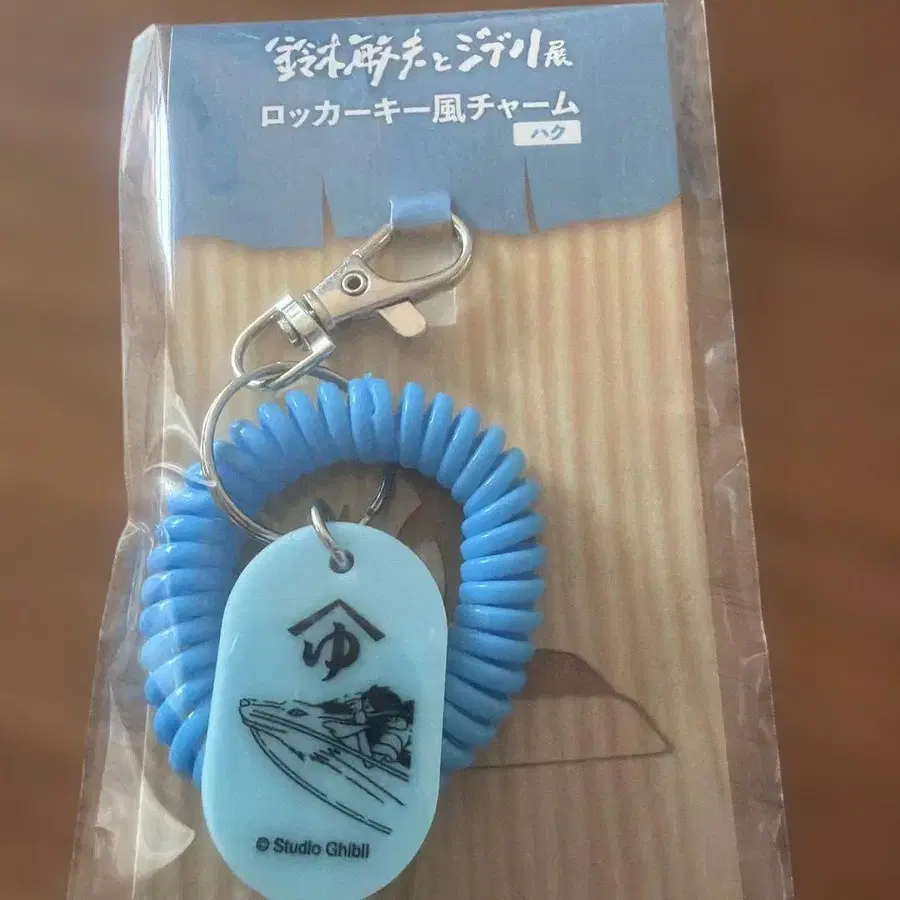 鈴木敏夫とジブリ展
ロッカーキー風チャーム
ハク
ゆ
© Studio Ghibli